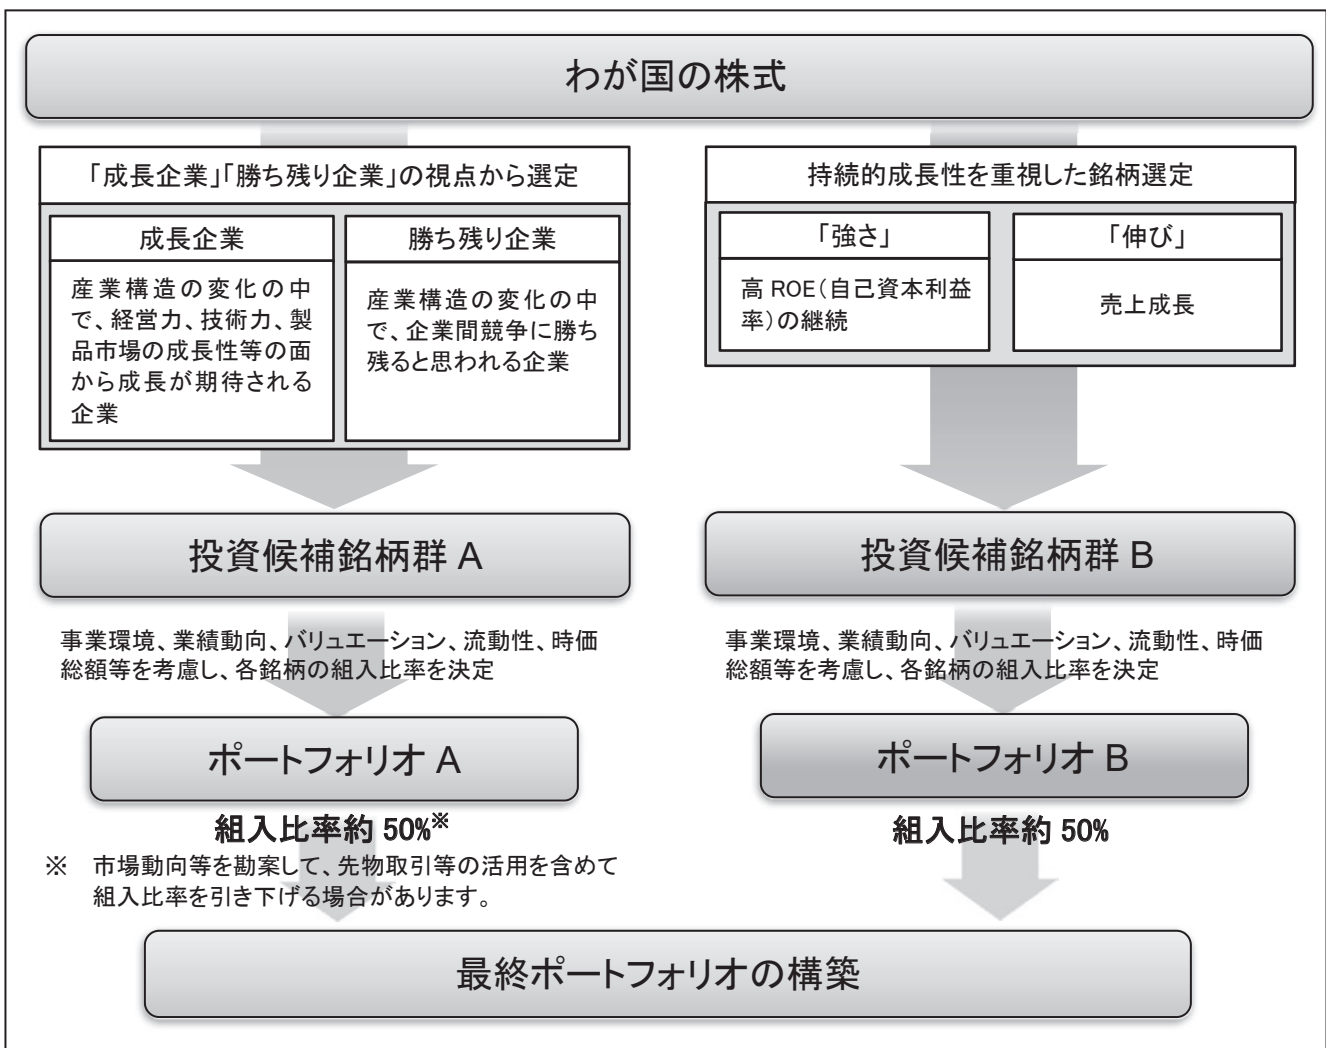 わが国の株式
「成長企業」「勝ち残り企業」の視点から選定
成長企業
産業構造の変化の中
で、経営力、技術力、製
品市場の成長性等の面
から成長が期待される
企業
勝ち残り企業
産業構造の変化の中
で、企業間競争に勝ち
残ると思われる企業
持続的成長性を重視した銘柄選定
「強さ」
高 ROE（自己資本利益
率）の継続
「伸び」
売上成長
投資候補銘柄群 A
事業環境、業績動向、バリュエーション、流動性、時価
総額等を考慮し、各銘柄の組入比率を決定
ポートフォリオ A
組入比率約 50%※
※ 市場動向等を勘案して、先物取引等の活用を含めて
組入比率を引き下げる場合があります。
投資候補銘柄群 B
事業環境、業績動向、バリュエーション、流動性、時価
総額等を考慮し、各銘柄の組入比率を決定
ポートフォリオ B
組入比率約 50%
最終ポートフォリオの構築